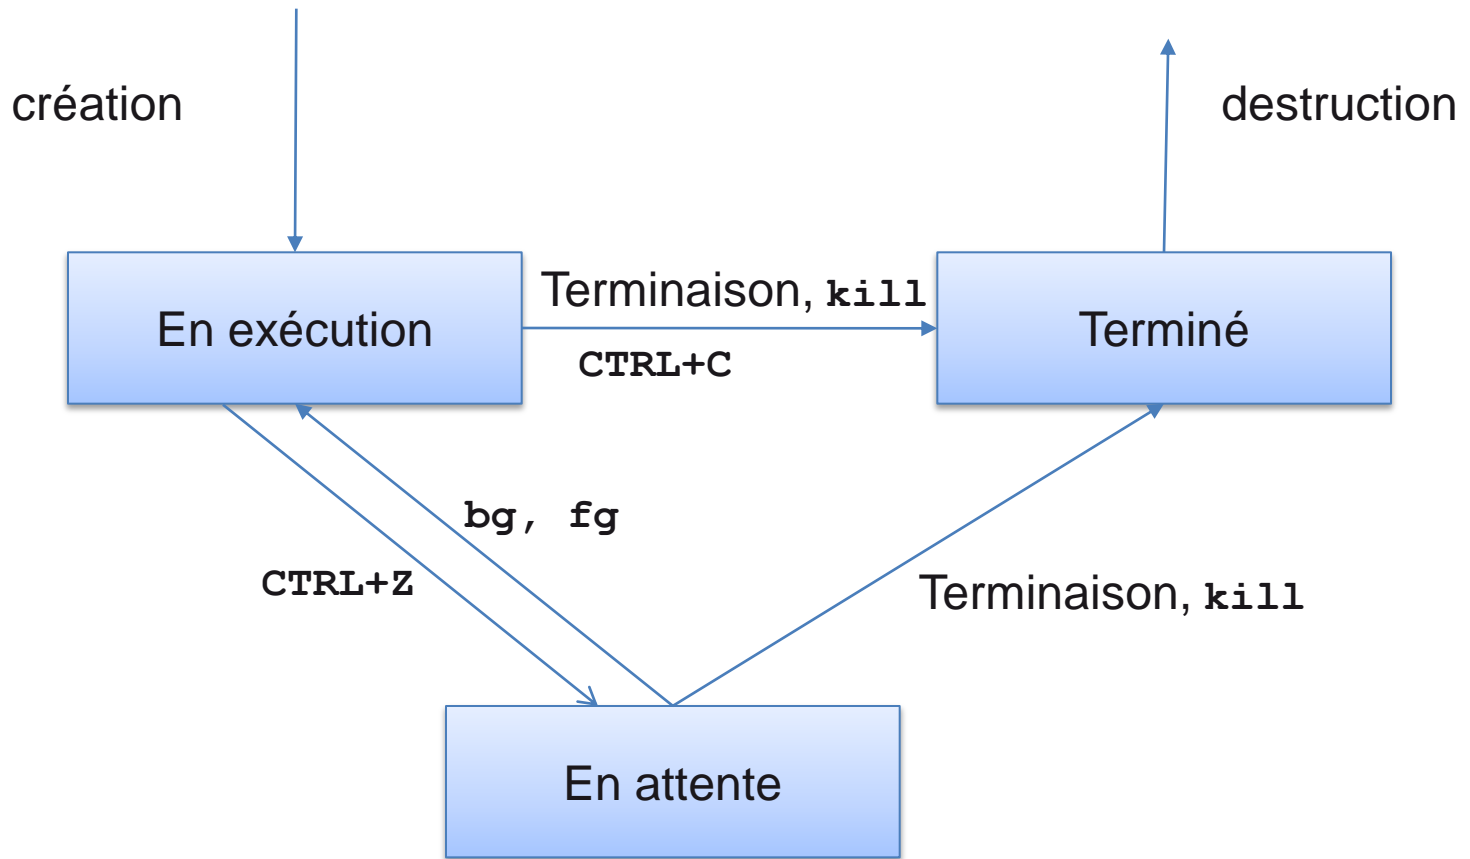 création
destruction
Terminaison, kill
En exécution
Terminé
CTRL+C
bg, fg
CTRL+Z
Terminaison, kill
En attente